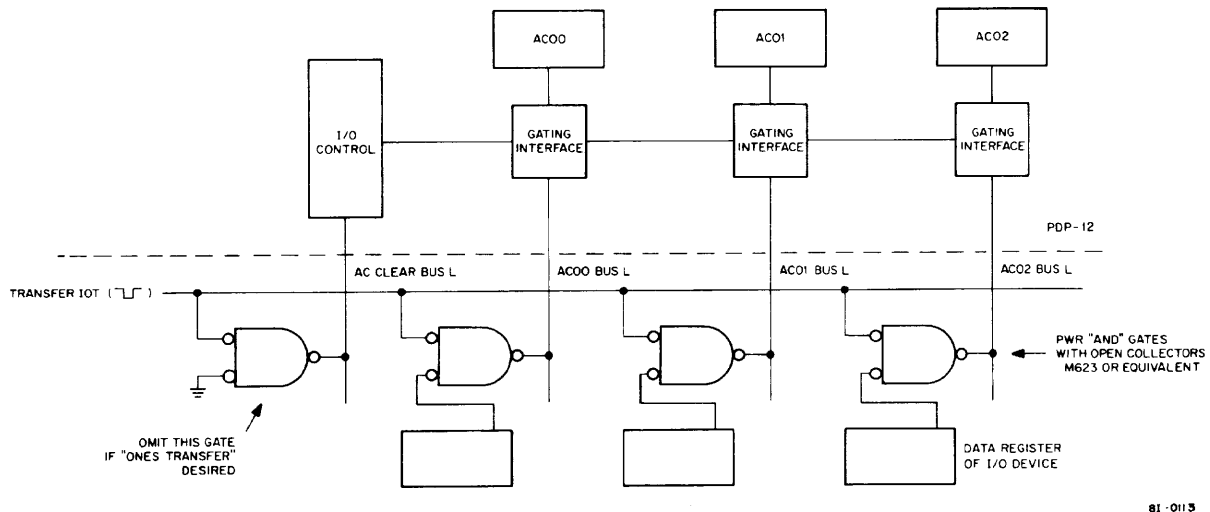 AC00
AC01
AC02
I/O
CONTROL
GATING
INTERFACE
GATING
INTERFACE
GATING
INTERFACE
PDP-12
AC CLEAR BUS L
AC00 BUS L
AC01 BUS L
AC02 BUS L
TRANSFER IOT ( )
PWR "AND" GATES
WITH OPEN COLLECTORS
M623 OR EQUIVALENT
OMIT THIS GATE
IF "ONES TRANSFER"
DESIRED
DATA REGISTER
OF I/O DEVICE
8I-0113